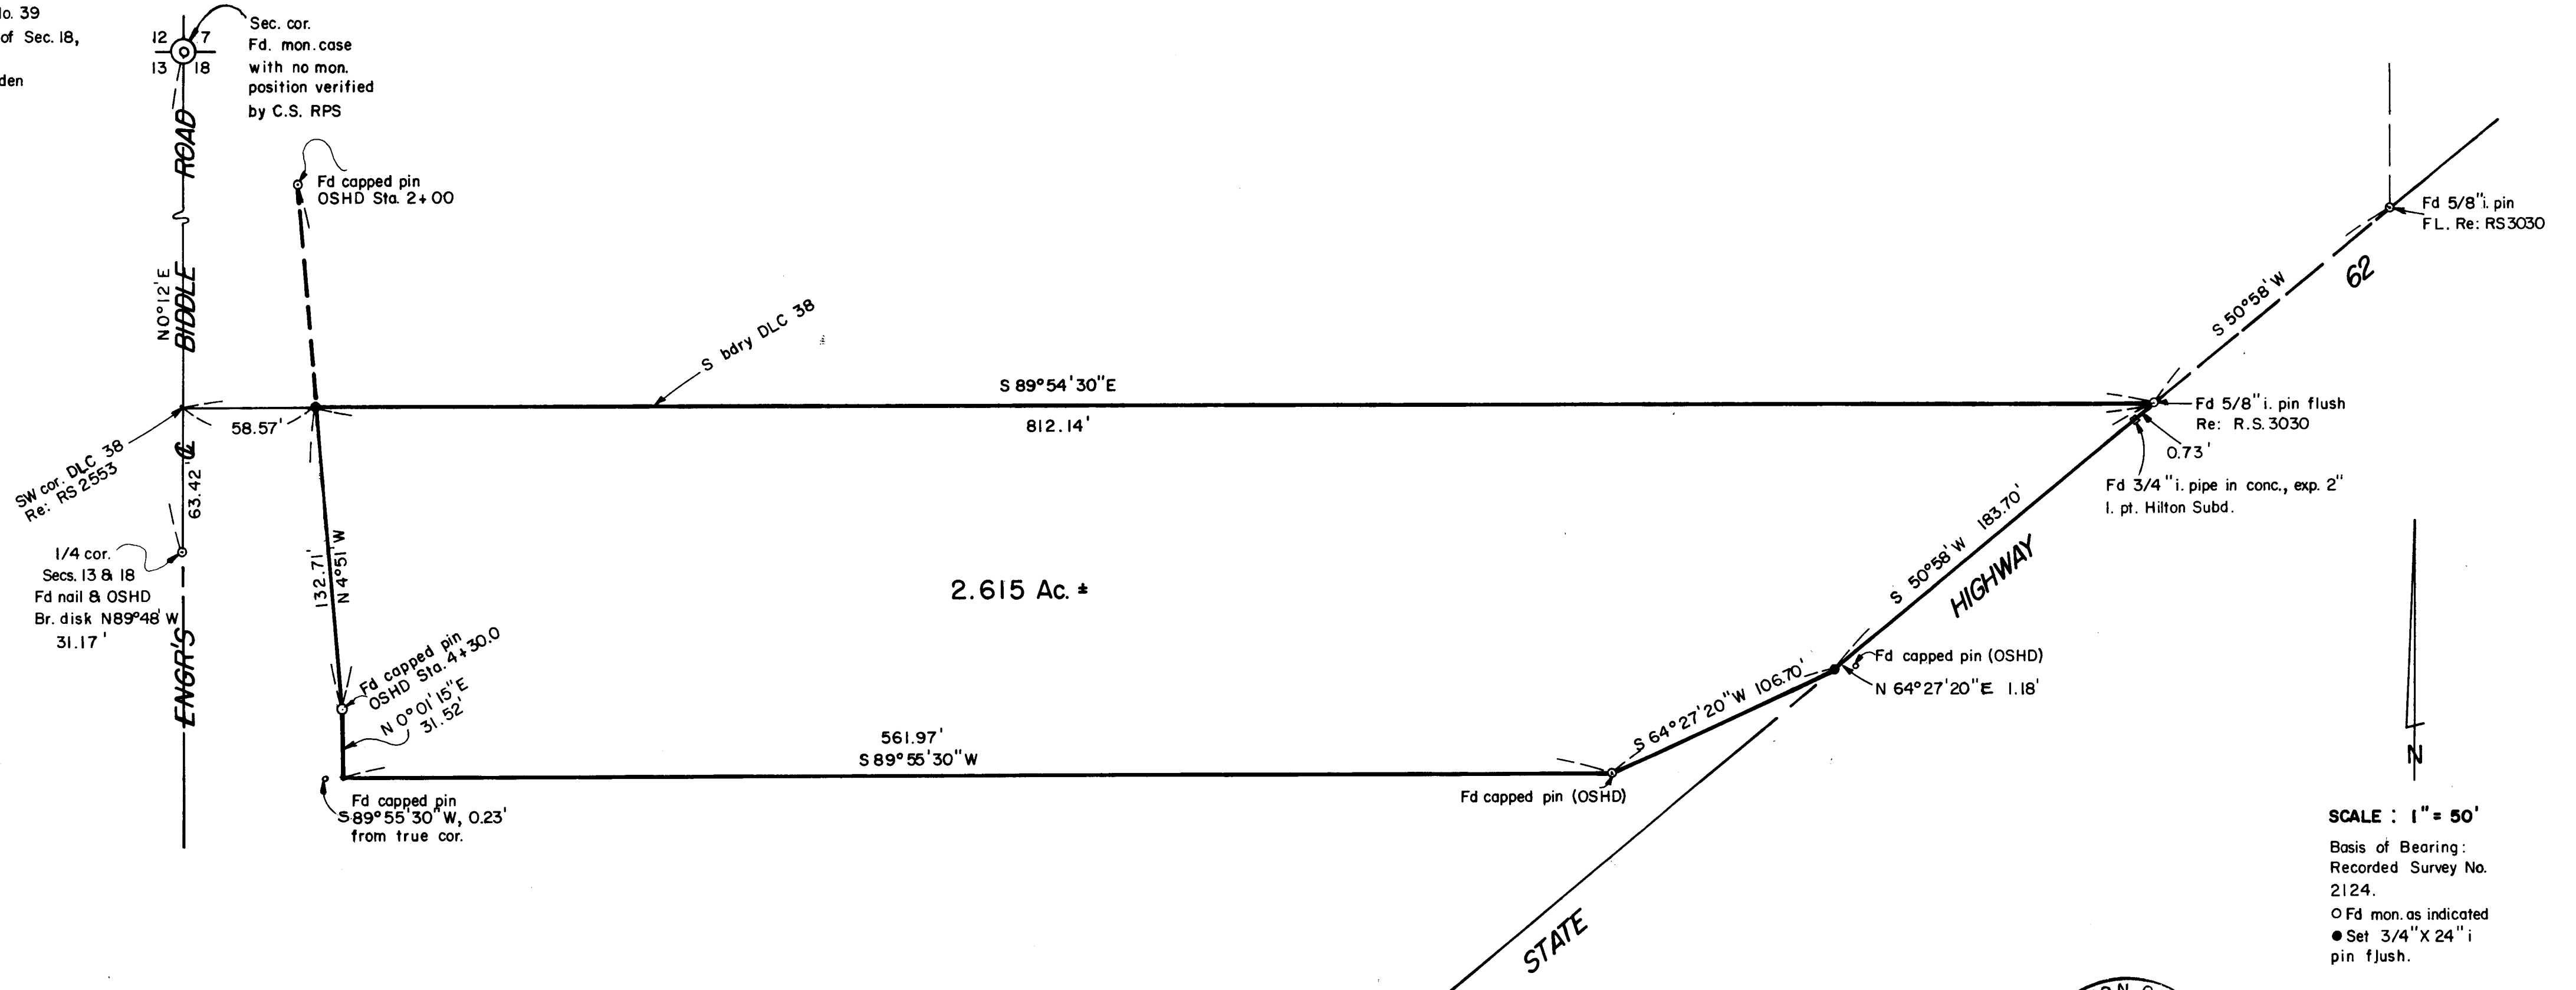 No. 39
of Sec. 18,
den
12 7
13 18
Sec. cor.
Fd. mon. case
with no mon.
position verified
by C.S. RPS
ROAD
BIDDLE
N 0°12'E
℄
ENGR'S
Fd capped pin
OSHD Sta. 2+00
S bdry DLC 38
S 89°54'30"E
812.14'
58.57'
SW cor. DLC 38
Re: RS 2553
63.42'
1/4 cor.
Secs. 13 & 18
Fd nail & OSHD
Br. disk N89°48'W
31.17'
132.71'
N 4°51'W
Fd capped pin
OSHD Sta. 4+30.0
N 0°01'15"E
31.52'
2.615 Ac. ±
561.97'
S 89°55'30"W
Fd capped pin
S 89°55'30"W, 0.23'
from true cor.
Fd capped pin (OSHD)
S 64°27'20"W 106.70'
Fd capped pin (OSHD)
N 64°27'20"E 1.18'
S 50°58'W 183.70'
STATE
HIGHWAY
62
S 50°58'W
Fd 5/8" i. pin
FL. Re: RS3030
Fd 5/8" i. pin flush
Re: R.S. 3030
0.73'
Fd 3/4" i. pipe in conc., exp. 2"
I. pt. Hilton Subd.
N
SCALE : 1" = 50'
Basis of Bearing:
Recorded Survey No.
2124.
○ Fd mon. as indicated
● Set 3/4" X 24" i
pin flush.